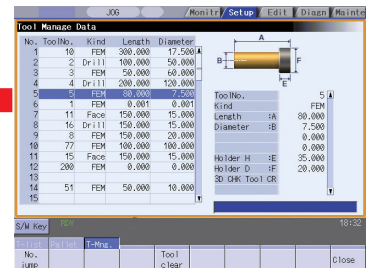 JOG Monitr Setup Edit Diagn Mainte
Tool Manage Data
No. ToolNo. Kind Length Diameter
1 10 FEM 300.000 17.500
2 2 Drill 100.000 50.000
3 3 FEM 50.000 60.000
4 4 Drill 200.000 120.000
5 5 FEM 80.000 7.500
6 1 FEM 0.001 0.001
7 11 Face 150.000 15.000
8 16 Drill 150.000 15.000
9 8 FEM 150.000 20.000
10 77 FEM 100.000 100.000
11 15 Face 150.000 15.000
12 200 FEM 0.000 0.000
13
14 51 FEM 50.000 10.000
15
A
B
F
E
ToolNo. 5
Kind FEM
Length :A 80.000
Diameter :B 7.500
0.000
0.000
Holder H :E 35.000
Holder D :F 20.000
3D CHK Tool CR
S/W Key RDY 18:32
T-list Pallet T-Mng.
No. jump
Tool clear
Close